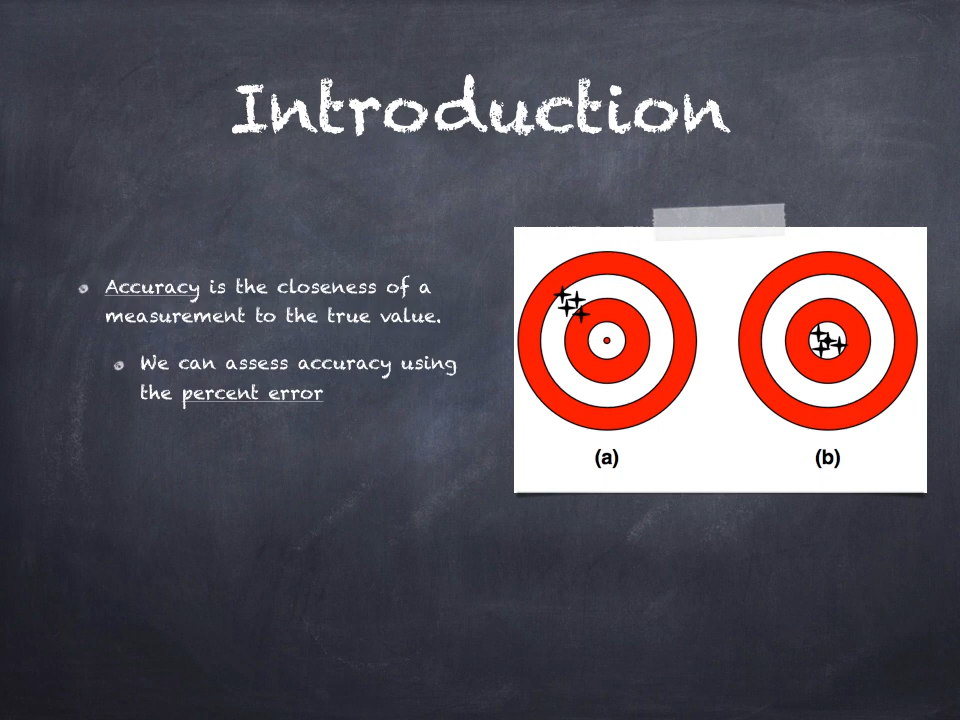 Introduction
Accuracy is the closeness of a
measurement to the true value.
We can assess accuracy using
the percent error
(a)
(b)